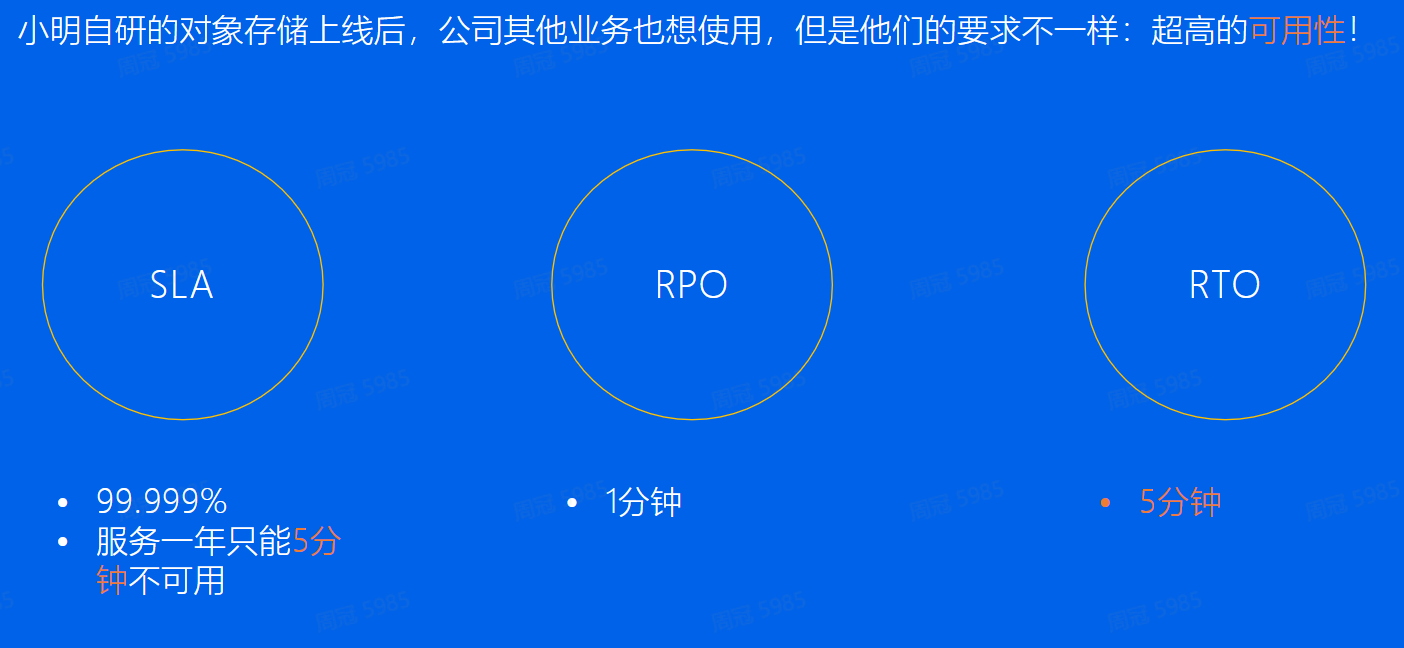 小明自研的对象存储上线后，公司其他业务也想使用，但是他们的要求不一样：超高的可用性！
SLA
RPO
RTO
• 99.999%
• 服务一年只能5分
钟不可用
• 1分钟
• 5分钟
周冠 5985